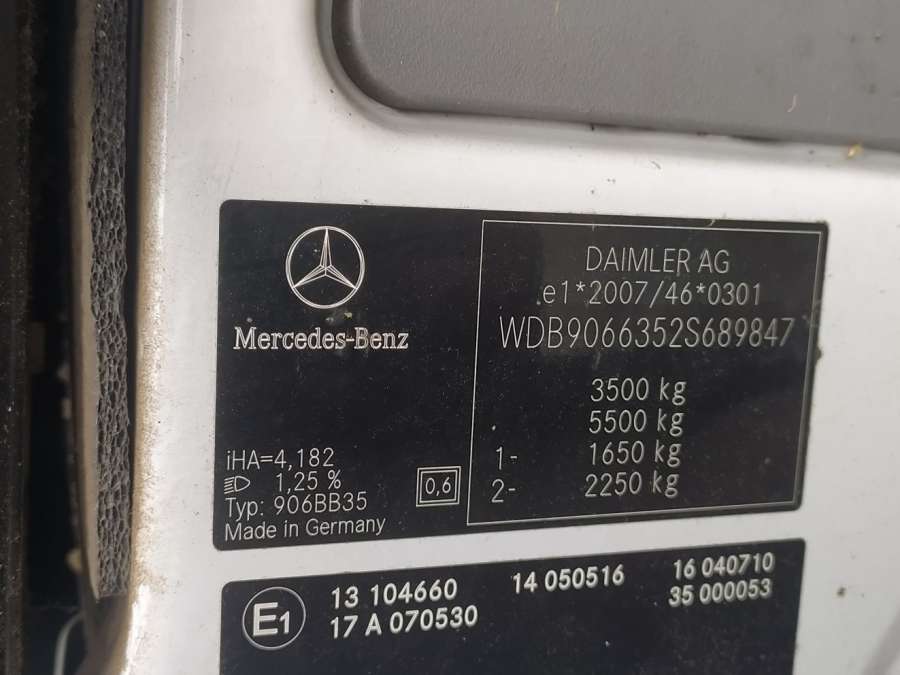 Mercedes-Benz
iHA=4,182
1,25 %
Typ: 906BB35
Made in Germany
0,6
DAIMLER AG
e1*2007/46*0301
WDB9066352S689847
3500 kg
5500 kg
1- 1650 kg
2- 2250 kg
E1
13 104660 14 050516 16 040710
17 A 070530 35 000053